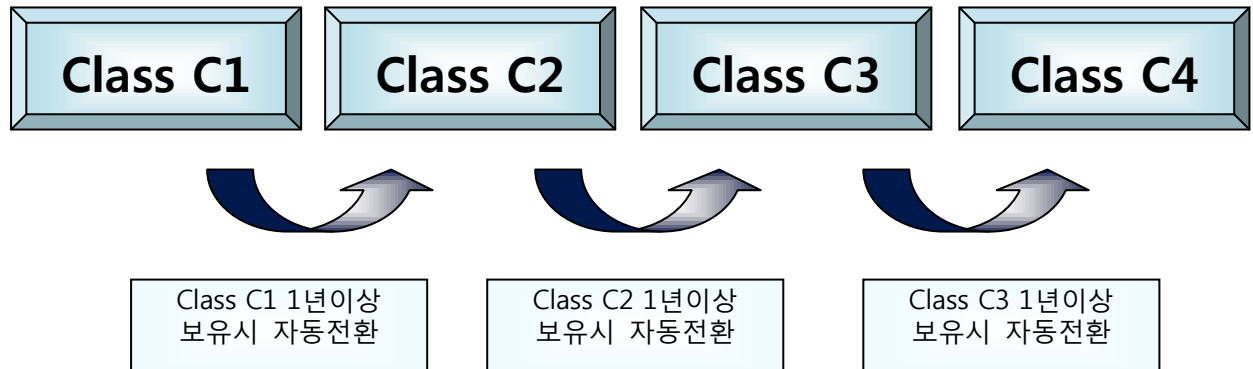 Class C1
Class C2
Class C3
Class C4
Class C1 1년이상
보유시 자동전환
Class C2 1년이상
보유시 자동전환
Class C3 1년이상
보유시 자동전환